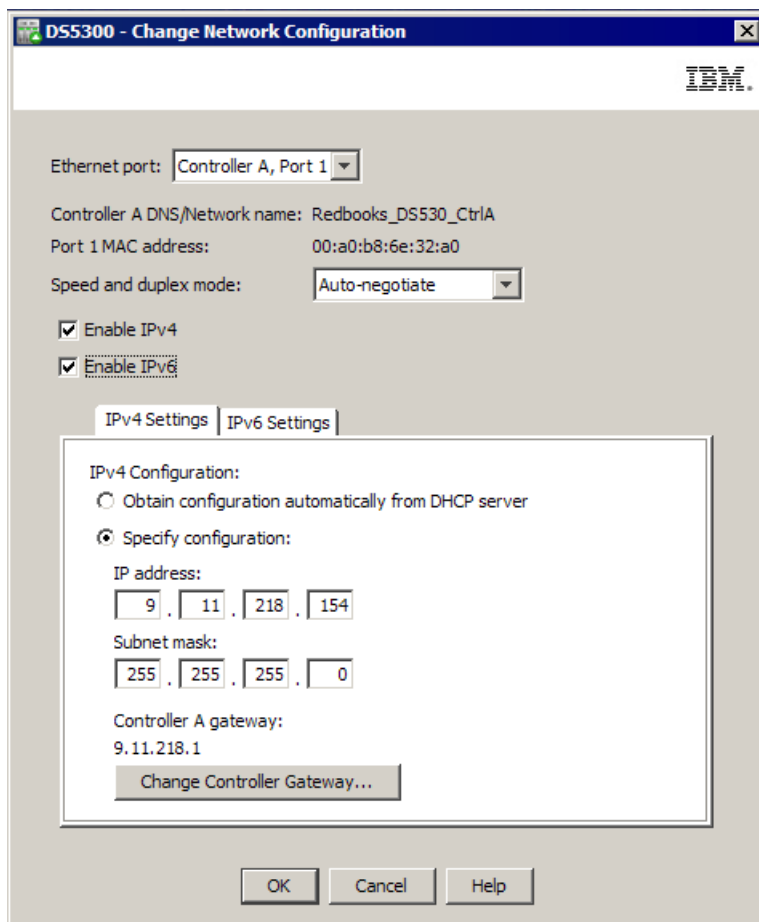 DS5300 - Change Network Configuration
IBM.
Ethernet port: Controller A, Port 1
Controller A DNS/Network name: Redbooks_DS530_CtrlA
Port 1 MAC address: 00:a0:b8:6e:32:a0
Speed and duplex mode: Auto-negotiate
Enable IPv4
Enable IPv6
IPv4 Settings IPv6 Settings
IPv4 Configuration:
Obtain configuration automatically from DHCP server
Specify configuration:
IP address:
9 . 11 . 218 . 154
Subnet mask:
255 . 255 . 255 . 0
Controller A gateway:
9.11.218.1
Change Controller Gateway...
OK Cancel Help